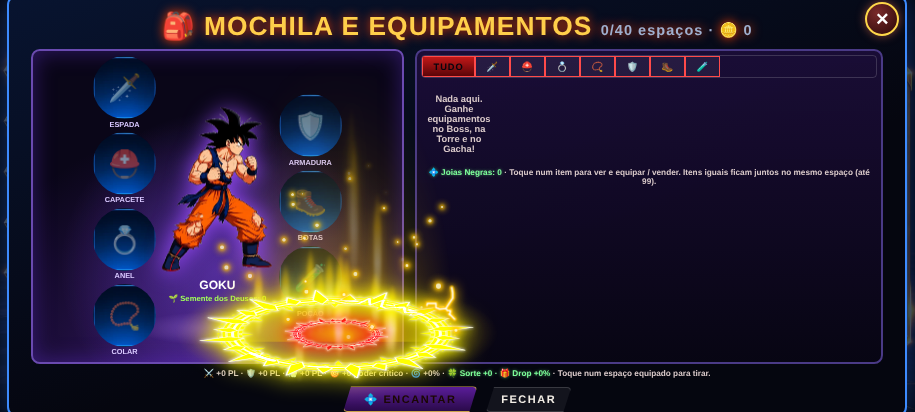 MOCHILA E EQUIPAMENTOS 0/40 espaços · 0
ESPADA
ARMADURA
CAPACETE
BOTAS
ANEL
COLAR
GOKU
Semente dos Deus
TUDO
Nada aqui.
Ganhe
equipamentos
no Boss, na
Torre e no
Gacha!
Joias Negras: 0 · Toque num item para ver e equipar / vender. Itens iguais ficam juntos no mesmo espaço (até
99).
+0 PL · +0 PL · +0 PL · crítico · +0% · Sorte +0 · Drop +0% · Toque num espaço equipado para tirar.
ENCANTAR
FECHAR